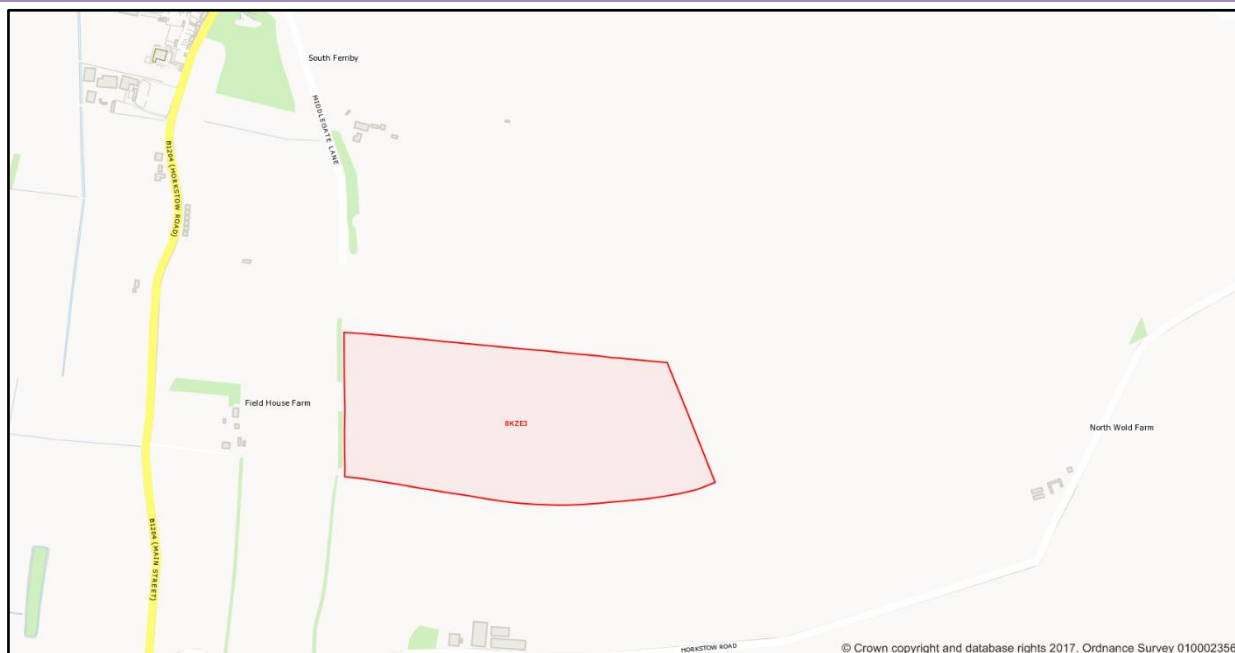 South Ferriby
MIDDLEGATE LANE
B1204 (HORKSTOW ROAD)
Field House Farm
8KZE3
North Wold Farm
B1204 (MAIN STREET)
HORKSTOW ROAD
© Crown copyright and database rights 2017. Ordnance Survey 010002356